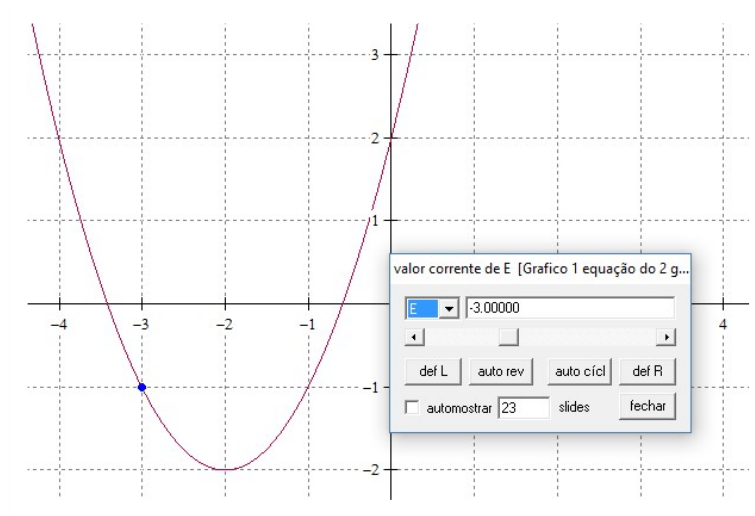 3
2
1
valor corrente de E [Grafico 1 equação do 2 g...
E -3.00000
−4 −3 −2 −1 4
def L auto rev auto cícl def R
−1
automostrar 23 slides fechar
−2